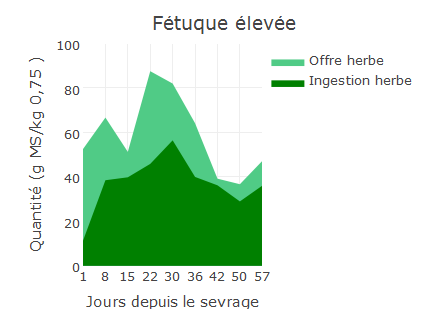 Fétuque élevée
100
80
60
40
20
0
Quantité (g MS/kg 0,75 )
1 8 15 22 30 36 42 50 57
Jours depuis le sevrage
Offre herbe
Ingestion herbe